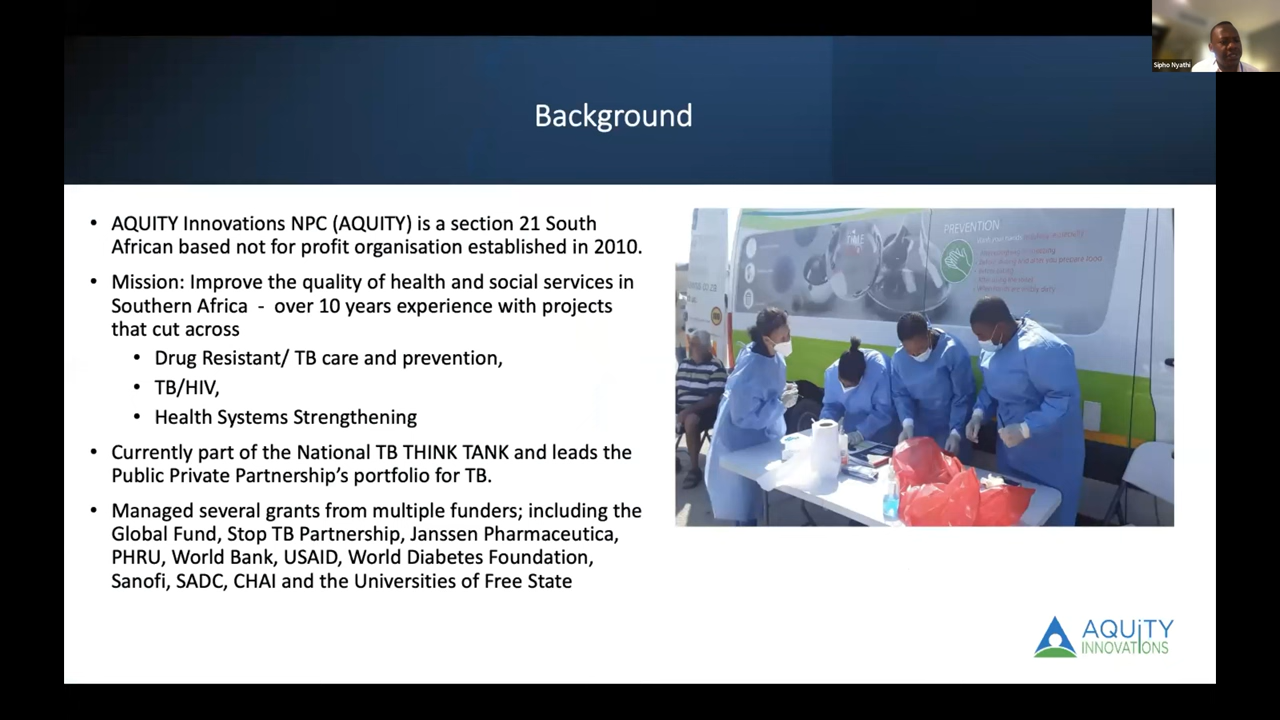 Sipho Nyathi
Background
• AQUITY Innovations NPC (AQUITY) is a section 21 South
African based not for profit organisation established in 2010.
• Mission: Improve the quality of health and social services in
Southern Africa - over 10 years experience with projects
that cut across
• Drug Resistant/ TB care and prevention,
• TB/HIV,
• Health Systems Strengthening
• Currently part of the National TB THINK TANK and leads the
Public Private Partnership's portfolio for TB.
• Managed several grants from multiple funders; including the
Global Fund, Stop TB Partnership, Janssen Pharmaceutica,
PHRU, World Bank, USAID, World Diabetes Foundation,
Sanofi, SADC, CHAI and the Universities of Free State
TIME
PREVENTION
AQUiTY
INNOVATIONS